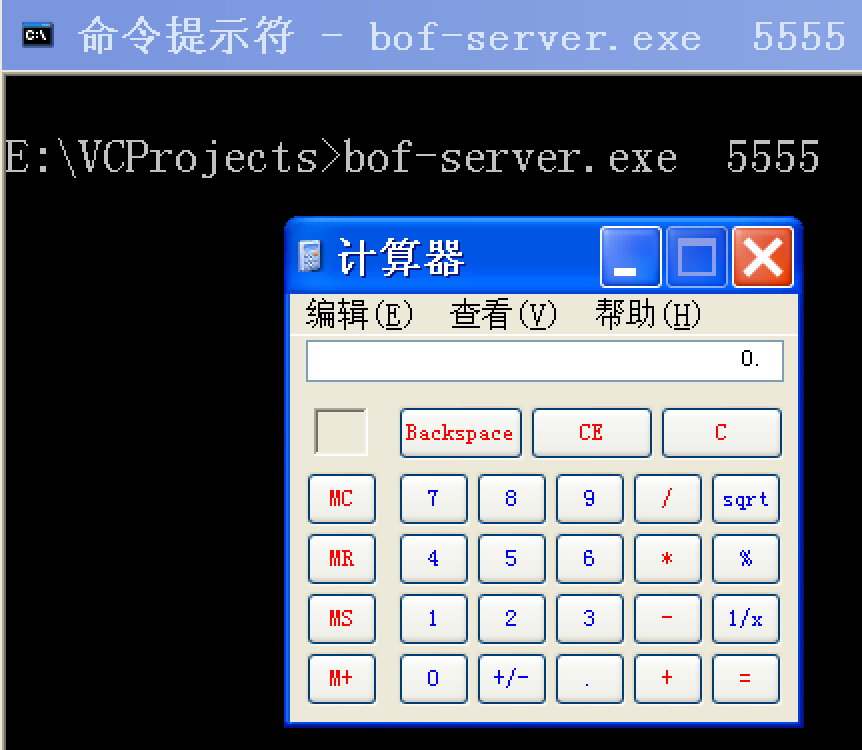 命令提示符 - bof-server.exe  5555
E:\VCProjects>bof-server.exe  5555
计算器
编辑(E) 查看(V) 帮助(H)
0.
Backspace CE C
MC 7 8 9 / sqrt
MR 4 5 6 * %
MS 1 2 3 - 1/x
M+ 0 +/- . + =